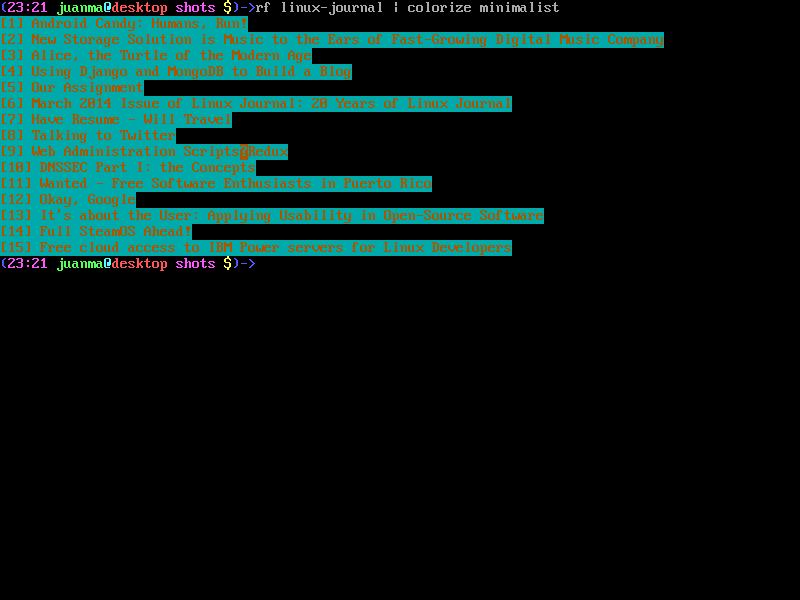 (23:21 juanma@desktop shots $)->rf linux-journal | colorize minimalist
[1] Android Candy: Humans, Run!
[2] New Storage Solution is Music to the Ears of Fast-Growing Digital Music Company
[3] Alice, the Turtle of the Modern Age
[4] Using Django and MongoDB to Build a Blog
[5] Our Assignment
[6] March 2014 Issue of Linux Journal: 20 Years of Linux Journal
[7] Have Resume - Will Travel
[8] Talking to Twitter
[9] Web Administration Scripts Redux
[10] DNSSEC Part I: the Concepts
[11] Wanted - Free Software Enthusiasts in Puerto Rico
[12] Okay, Google
[13] It's about the User: Applying Usability in Open-Source Software
[14] Full SteamOS Ahead!
[15] Free cloud access to IBM Power servers for Linux Developers
(23:21 juanma@desktop shots $)->